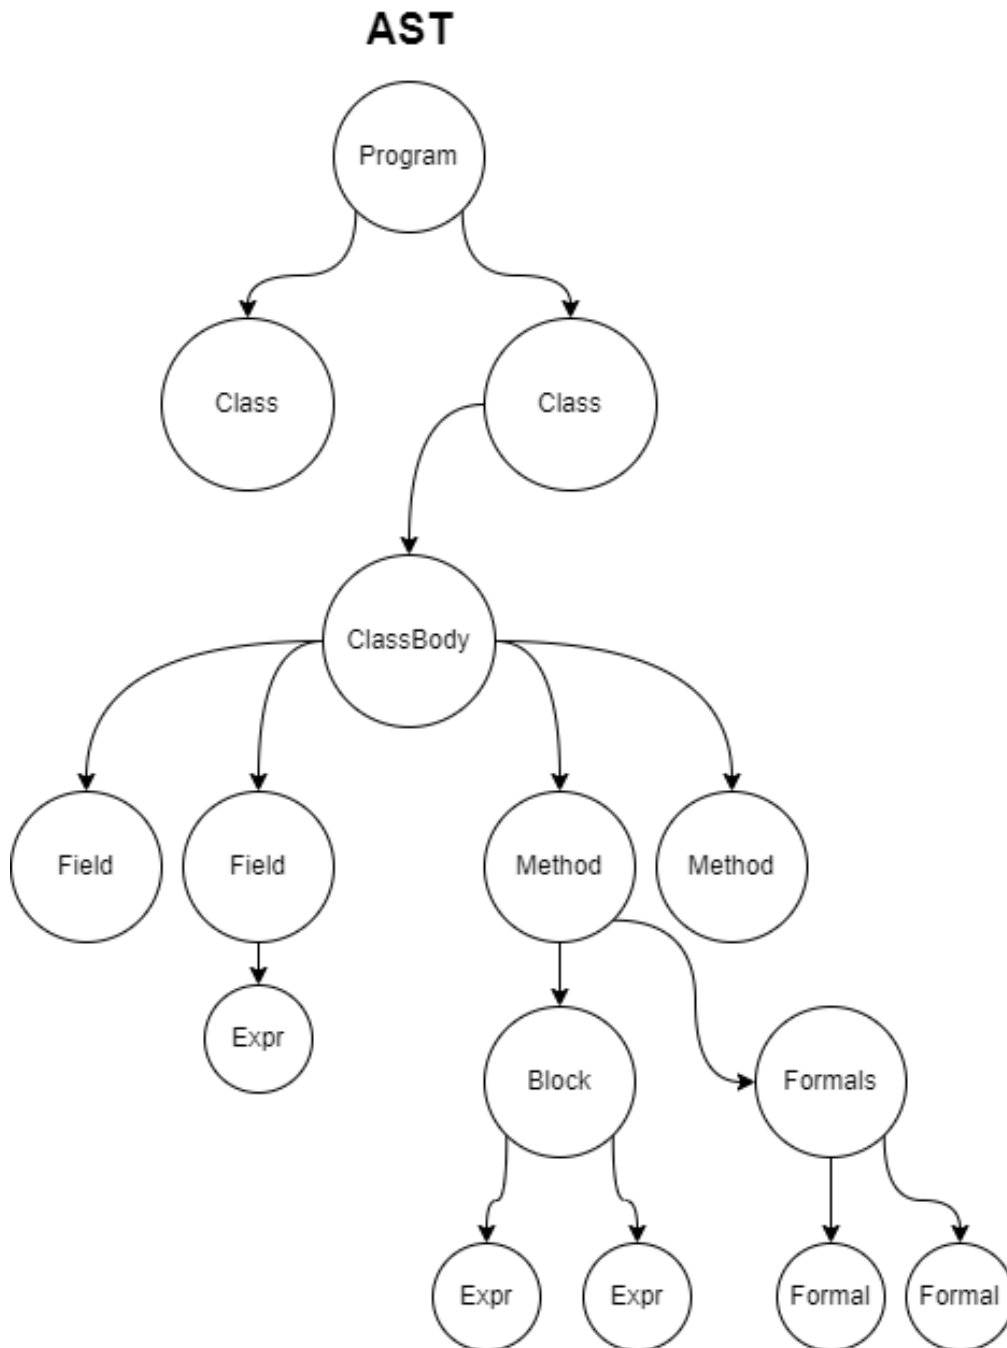 AST
Program
Class
Class
ClassBody
Field
Field
Method
Method
Expr
Block
Formals
Expr
Expr
Formal
Formal